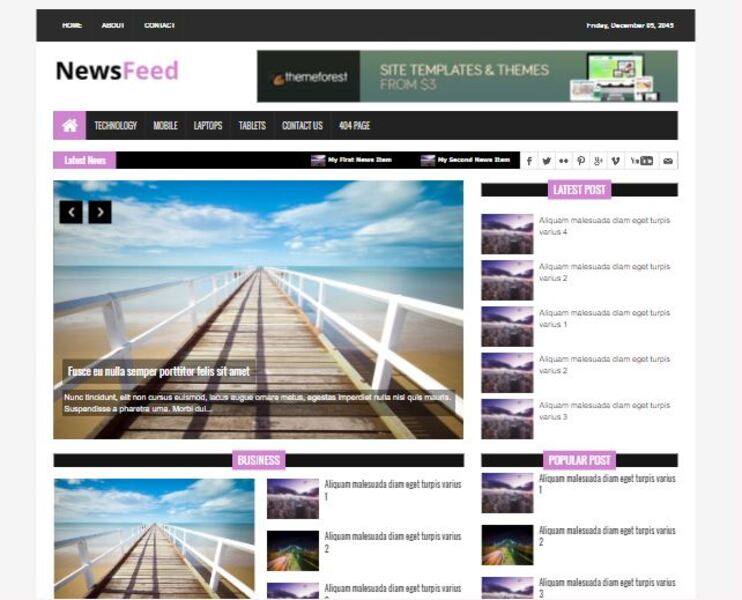 HOME ABOUT CONTACT
Friday, December 05, 2045
NewsFeed
themeforest
SITE TEMPLATES & THEMES
FROM $3
TECHNOLOGY MOBILE LAPTOPS TABLETS CONTACT US 404 PAGE
Latest News
My First News Item My Second News Item
Fusce eu nulla semper porttitor felis sit amet
Nunc tincidunt, elit non cursus euismod, lacus augue ornare metus, egestas imperdiet nulla nisl quis mauris.
Suspendisse a pharetra urna. Morbi dui...
LATEST POST
Aliquam malesuada diam eget turpis
varius 4
Aliquam malesuada diam eget turpis
varius 2
Aliquam malesuada diam eget turpis
varius 1
Aliquam malesuada diam eget turpis
varius 2
Aliquam malesuada diam eget turpis
varius 3
BUSINESS
Aliquam malesuada diam eget turpis varius
1
Aliquam malesuada diam eget turpis varius
2
Aliquam malesuada diam eget turpis varius
POPULAR POST
Aliquam malesuada diam eget turpis varius
1
Aliquam malesuada diam eget turpis varius
2
Aliquam malesuada diam eget turpis varius
3